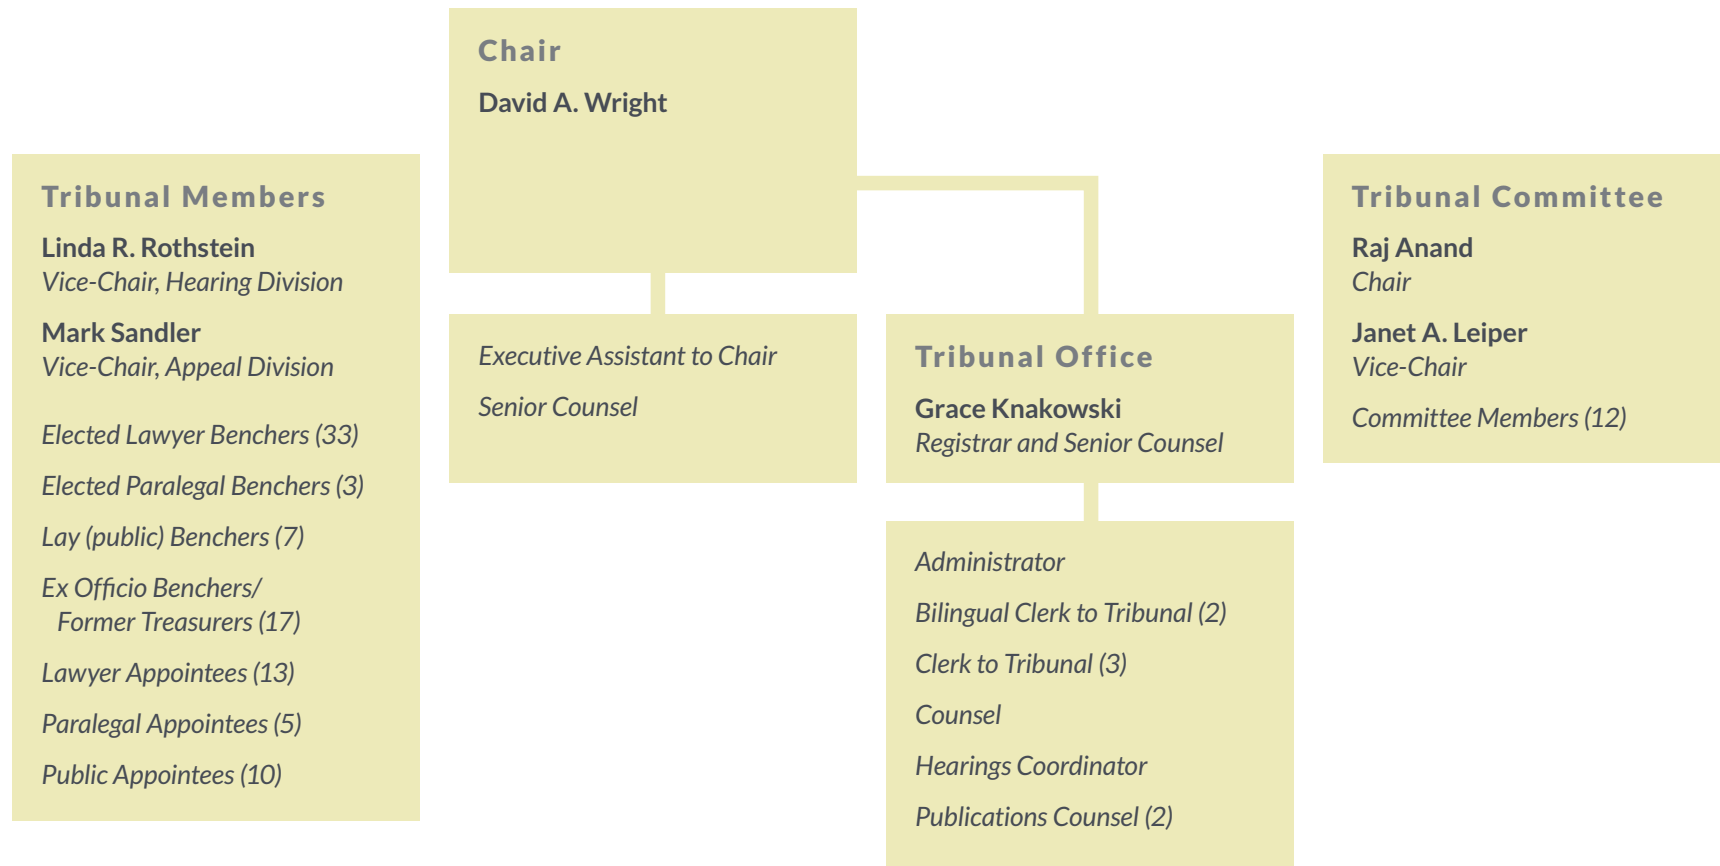 Chair
David A. Wright
Tribunal Members
Linda R. Rothstein
Vice-Chair, Hearing Division
Mark Sandler
Vice-Chair, Appeal Division
Elected Lawyer Benchers (33)
Elected Paralegal Benchers (3)
Lay (public) Benchers (7)
Ex Officio Benchers/
Former Treasurers (17)
Lawyer Appointees (13)
Paralegal Appointees (5)
Public Appointees (10)
Executive Assistant to Chair
Senior Counsel
Tribunal Office
Grace Knakowski
Registrar and Senior Counsel
Administrator
Bilingual Clerk to Tribunal (2)
Clerk to Tribunal (3)
Counsel
Hearings Coordinator
Publications Counsel (2)
Tribunal Committee
Raj Anand
Chair
Janet A. Leiper
Vice-Chair
Committee Members (12)